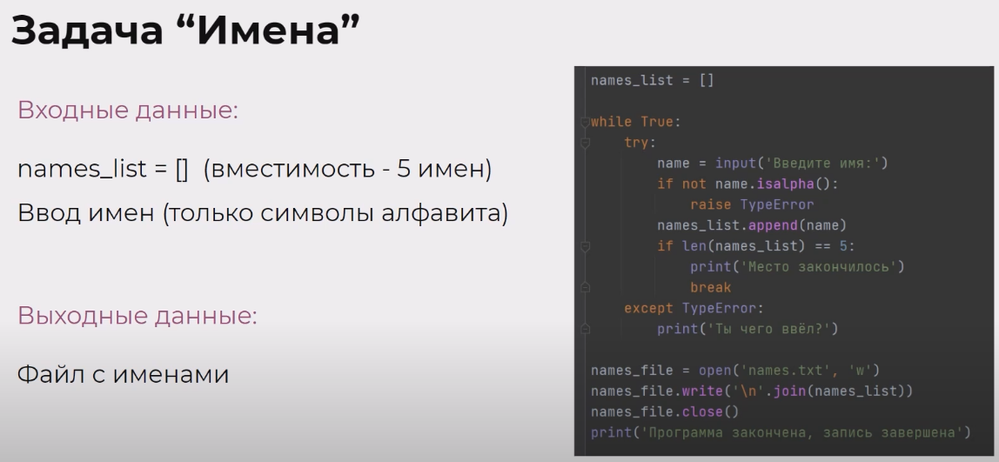 Задача “Имена”
Входные данные:
names_list = []  (вместимость - 5 имен)
Ввод имен (только символы алфавита)
Выходные данные:
Файл с именами
names_list = []
while True:
    try:
        name = input('Введите имя:')
        if not name.isalpha():
            raise TypeError
        names_list.append(name)
        if len(names_list) == 5:
            print('Место закончилось')
            break
    except TypeError:
        print('Ты чего ввёл?')
names_file = open('names.txt', 'w')
names_file.write('\n'.join(names_list))
names_file.close()
print('Программа закончена, запись завершена')